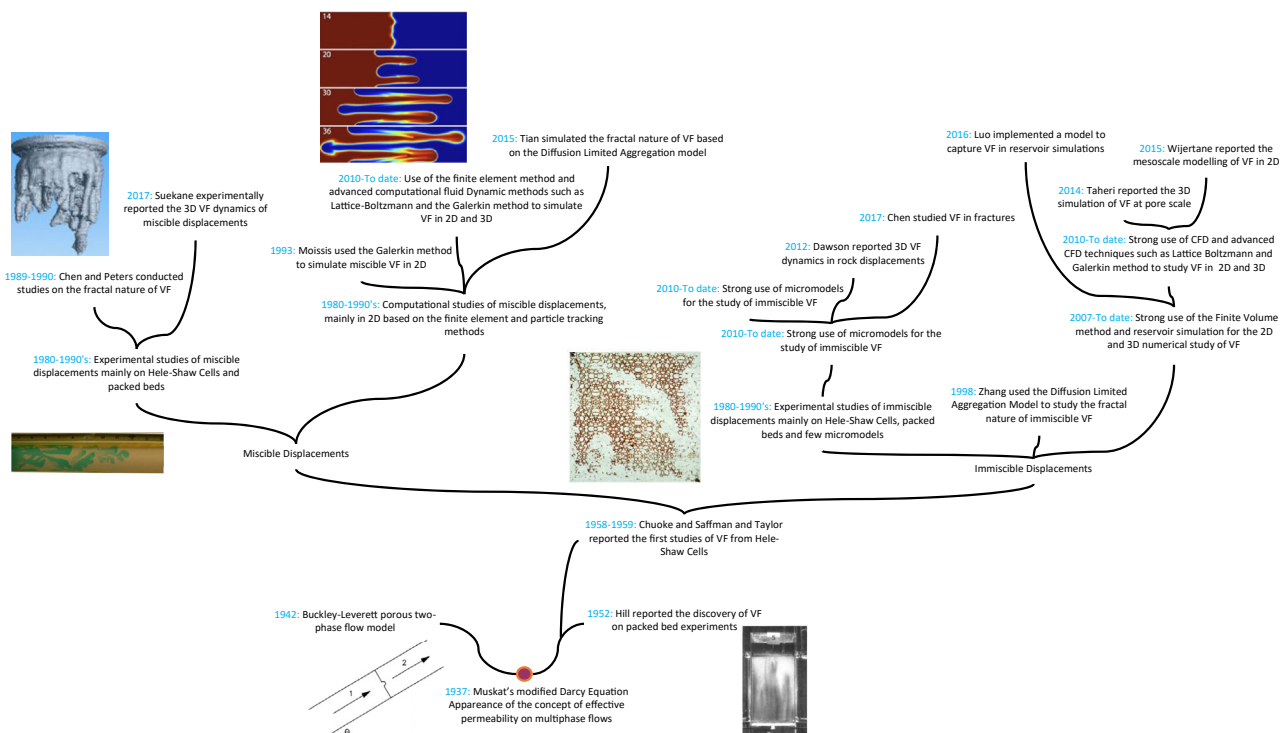 14
20
30
36
2015: Tian simulated the fractal nature of VF based
on the Diffusion Limited Aggregation model
2016: Luo implemented a model to
capture VF in reservoir simulations
2015: Wijertane reported the
mesoscale modelling of VF in 2D
2017: Suekane experimentally
reported the 3D VF dynamics of
miscible displacements
2010-To date: Use of the finite element method and
advanced computational fluid Dynamic methods such as
Lattice-Boltzmann and the Galerkin method to simulate
VF in 2D and 3D
2014: Taheri reported the 3D
simulation of VF at pore scale
2017: Chen studied VF in fractures
1993: Moissis used the Galerkin method
to simulate miscible VF in 2D
2012: Dawson reported 3D VF
dynamics in rock displacements
2010-To date: Strong use of CFD and advanced
CFD techniques such as Lattice Boltzmann and
Galerkin method to study VF in 2D and 3D
1989-1990: Chen and Peters conducted
studies on the fractal nature of VF
2010-To date: Strong use of micromodels
for the study of immiscible VF
1980-1990's: Computational studies of miscible displacements,
mainly in 2D based on the finite element and particle tracking
methods
2010-To date: Strong use of micromodels for the
study of immiscible VF
2007-To date: Strong use of the Finite Volume
method and reservoir simulation for the 2D
and 3D numerical study of VF
1980-1990's: Experimental studies of miscible
displacements mainly on Hele-Shaw Cells and
packed beds
1980-1990's: Experimental studies of immiscible
displacements mainly on Hele-Shaw Cells, packed
beds and few micromodels
1998: Zhang used the Diffusion Limited
Aggregation Model to study the fractal
nature of immiscible VF
Miscible Displacements
Immiscible Displacements
1958-1959: Chuoke and Saffman and Taylor
reported the first studies of VF from Hele-
Shaw Cells
1942: Buckley-Leverett porous two-
phase flow model
1952: Hill reported the discovery of VF
on packed bed experiments
2
1
θ
1937: Muskat's modified Darcy Equation
Appareance of the concept of effective
permeability on multiphase flows